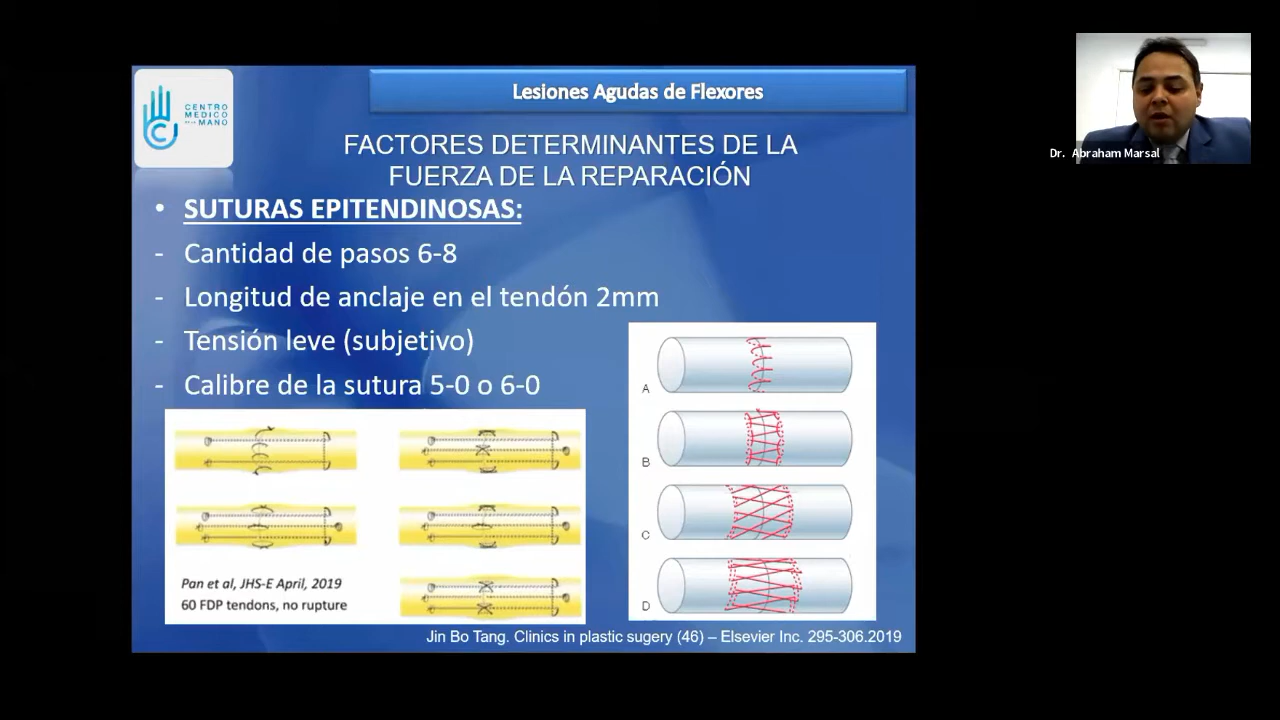 CENTRO
MEDICO
DE LA MANO
Lesiones Agudas de Flexores
FACTORES DETERMINANTES DE LA
FUERZA DE LA REPARACIÓN
• SUTURAS EPITENDINOSAS:
- Cantidad de pasos 6-8
- Longitud de anclaje en el tendón 2mm
- Tensión leve (subjetivo)
- Calibre de la sutura 5-0 o 6-0
Pan et al, JHS-E April, 2019
60 FDP tendons, no rupture
A
B
C
D
Jin Bo Tang. Clinics in plastic sugery (46) – Elsevier Inc. 295-306.2019
Dr. Abraham Marsal